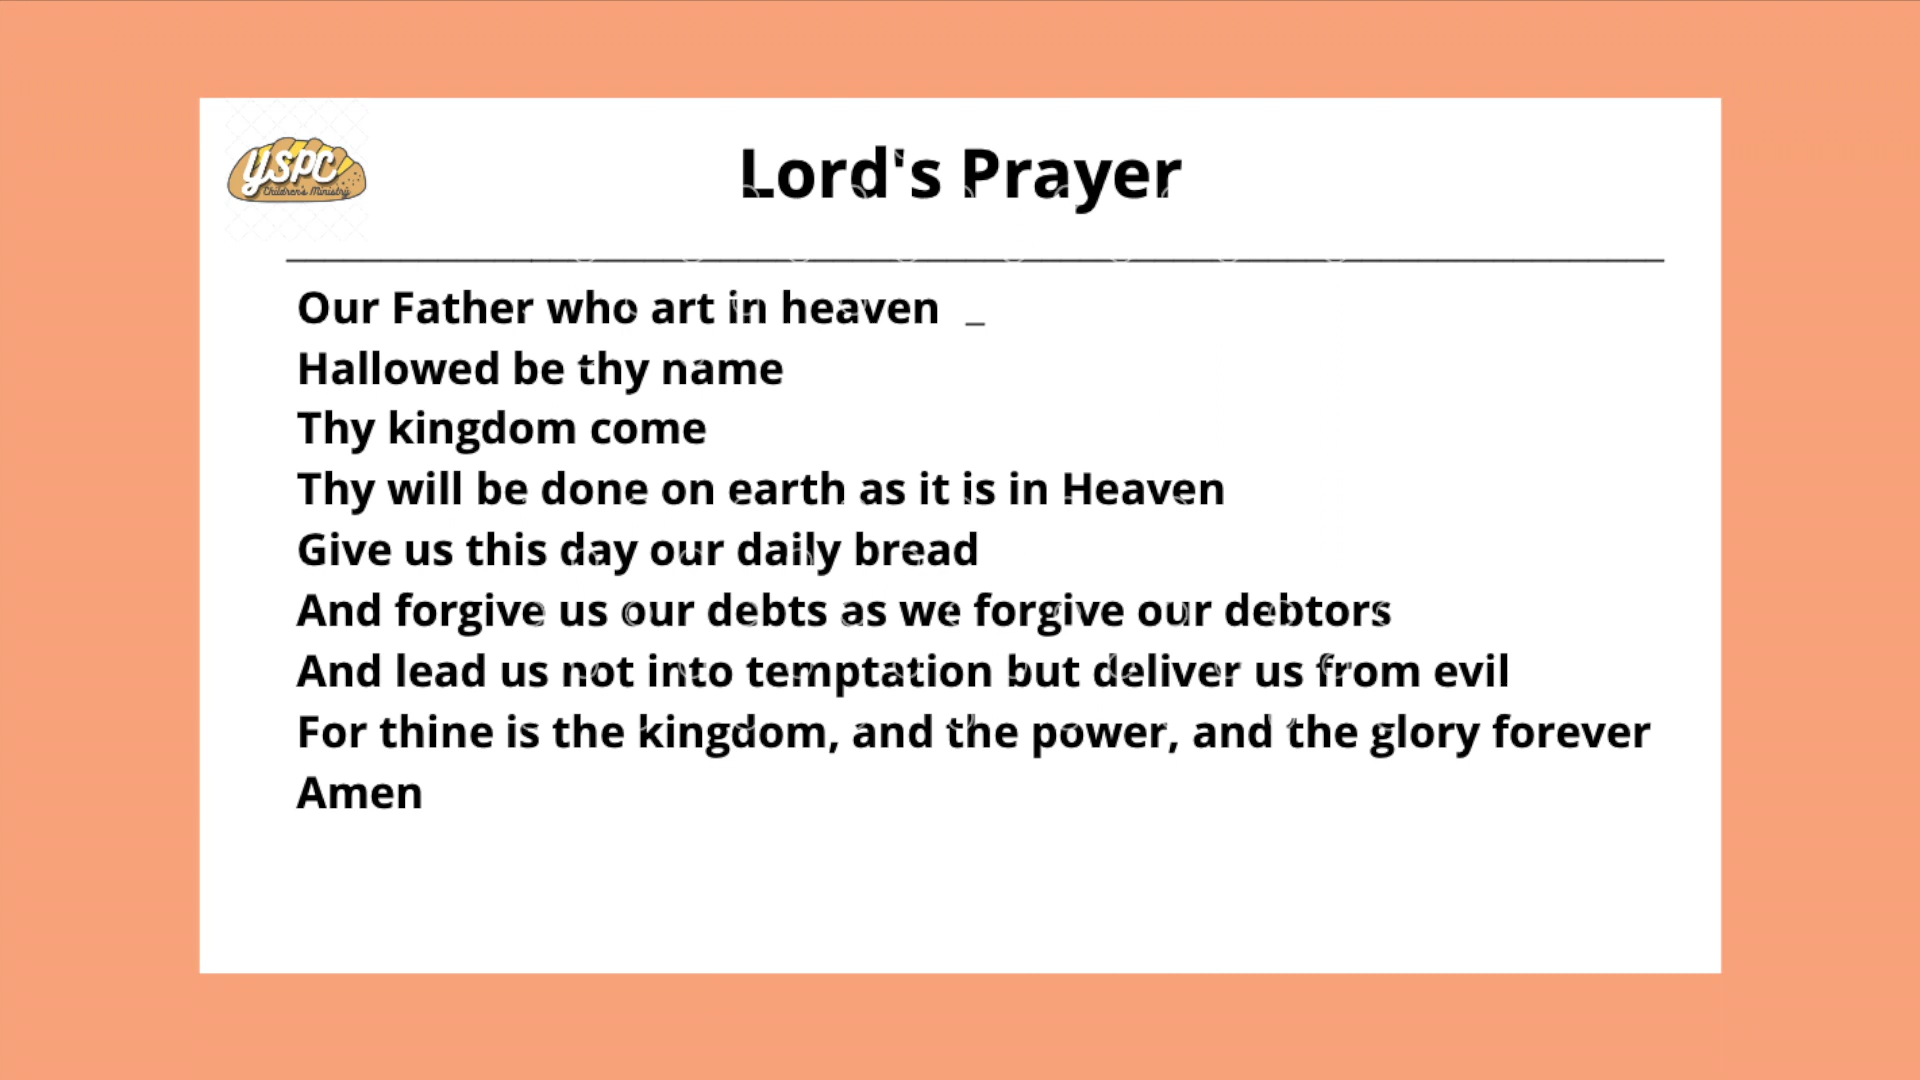 YSPC
Children's Ministry
Lord's Prayer
Our Father who art in heaven _
Hallowed be thy name
Thy kingdom come
Thy will be done on earth as it is in Heaven
Give us this day our daily bread
And forgive us our debts as we forgive our debtors
And lead us not into temptation but deliver us from evil
For thine is the kingdom, and the power, and the glory forever
Amen